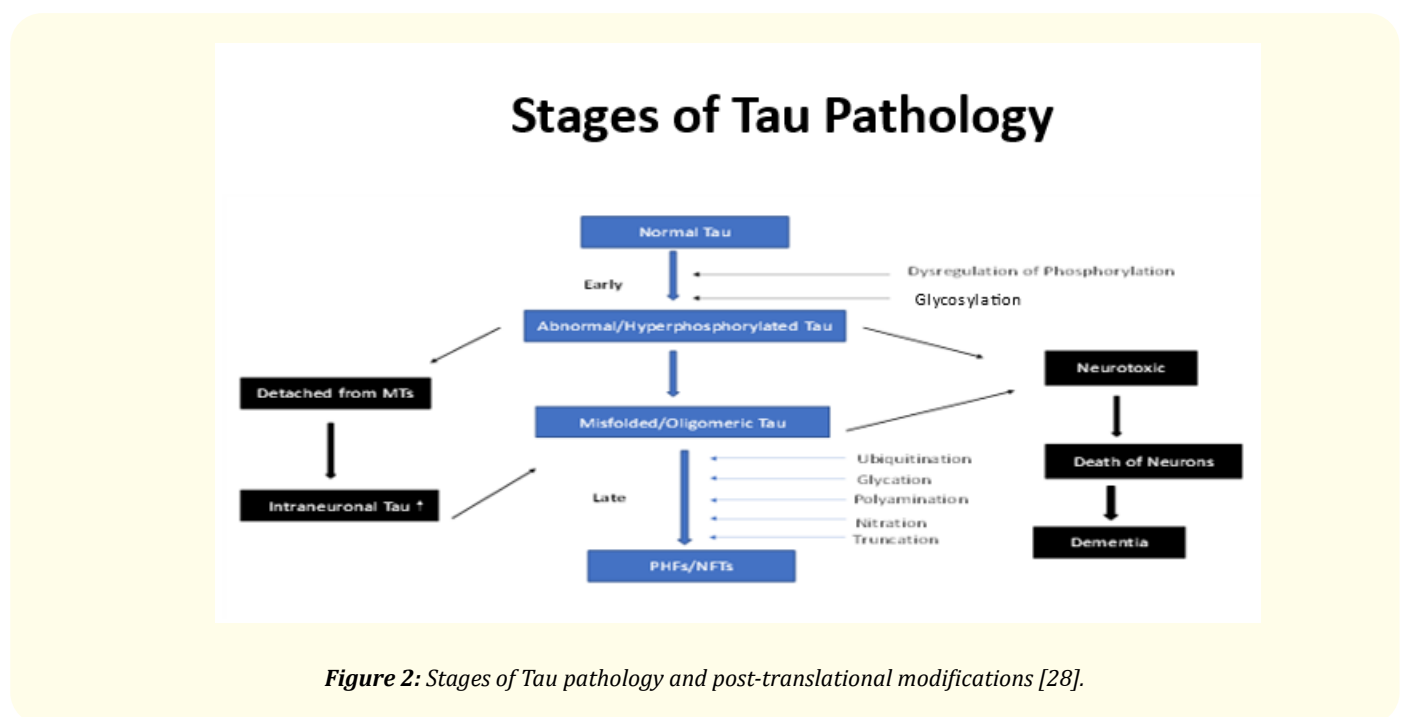 Stages of Tau Pathology
Normal Tau
Early
Dysregulation of Phosphorylation
Glycosylation
Abnormal/Hyperphosphorylated Tau
Detached from MTs
Neurotoxic
Misfolded/Oligomeric Tau
Intraneuronal Tau ↑
Death of Neurons
Late
Ubiquitination
Glycation
Polyamination
Nitration
Truncation
Dementia
PHFs/NFTs
Figure 2: Stages of Tau pathology and post-translational modifications [28].